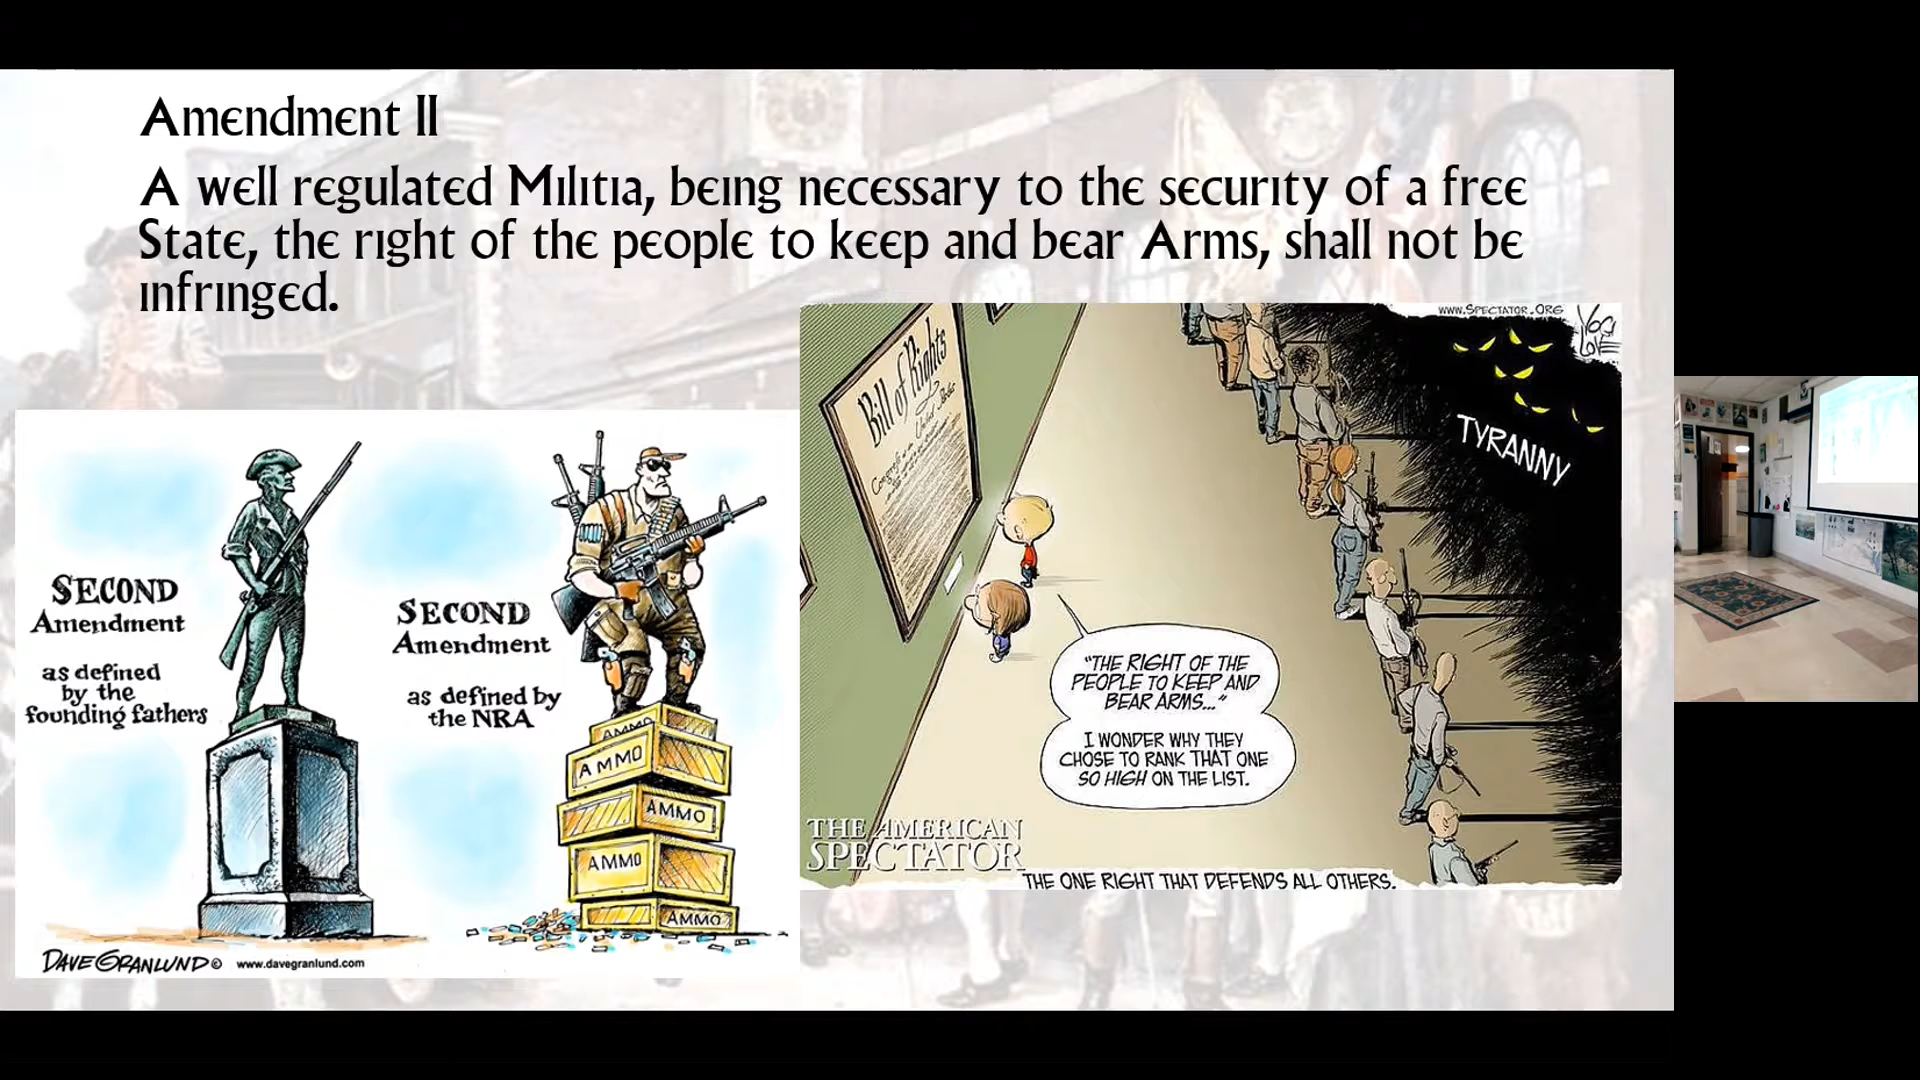 Amendment II
A well regulated Militia, being necessary to the security of a free
State, the right of the people to keep and bear Arms, shall not be
infringed.
SECOND
Amendment
as defined
by the
founding fathers
SECOND
Amendment
as defined by
the NRA
AMMO
AMMO
AMMO
AMMO
AMMO
DAVE GRANLUND ©
www.davegranlund.com
WWW.SPECTATOR.ORG
Bill of Rights
TYRANNY
"THE RIGHT OF THE
PEOPLE TO KEEP AND
BEAR ARMS..."
I WONDER WHY THEY
CHOSE TO RANK THAT ONE
SO HIGH ON THE LIST.
THE AMERICAN
SPECTATOR
THE ONE RIGHT THAT DEFENDS ALL OTHERS.